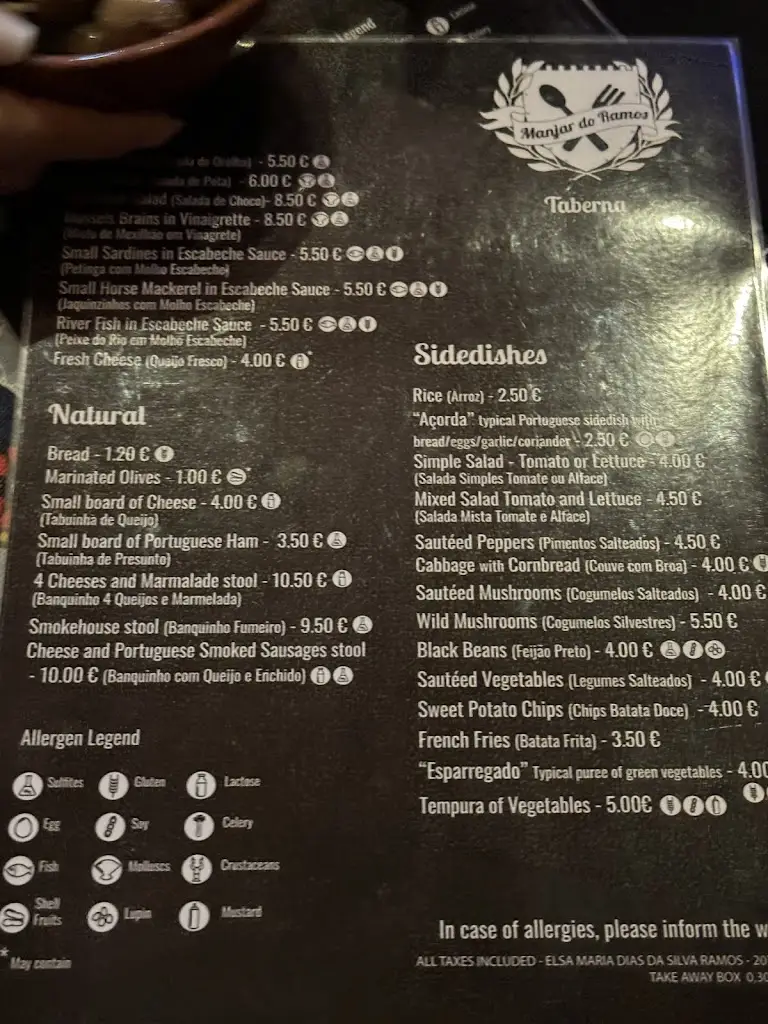 Legend
Manjar do Ramos
Taberna
- 5.50 €
- 6.00 €
Salad (Salada de Choco)- 8.50 €
Brains in Vinaigrette - 8.50 €
Small Sardines in Escabeche Sauce - 5.50 €
(Petinga com Molho Escabeche)
Small Horse Mackerel in Escabeche Sauce - 5.50 €
(Jaquinzinhos com Molho Escabeche)
River Fish in Escabeche Sauce - 5.50 €
(Peixe do Rio em Molho Escabeche)
Fresh Cheese (Queijo Fresco) - 4.00 € *
Natural
Bread - 1.20 €
Marinated Olives - 1.00 € *
Small board of Cheese - 4.00 €
(Tabuinha de Queijo)
Small board of Portuguese Ham - 3.50 €
(Tabuinha de Presunto)
4 Cheeses and Marmalade stool - 10.50 €
(Banquinho 4 Queijos e Marmelada)
Smokehouse stool (Banquinho Fumeiro) - 9.50 €
Cheese and Portuguese Smoked Sausages stool
- 10.00 € (Banquinho com Queijo e Enchido)
Allergen Legend
Sulfites Gluten Lactose
Egg Soy Celery
Fish Molluscs Crustaceans
Shell Fruits Lupin Mustard
* May contain
Sidedishes
Rice (Arroz) - 2.50 €
"Açorda" typical Portuguese sidedish with
bread/eggs/garlic/coriander - 2.50 €
Simple Salad - Tomato or Lettuce - 4.00 €
(Salada Simples Tomate ou Alface)
Mixed Salad Tomato and Lettuce - 4.50 €
(Salada Mista Tomate e Alface)
Sautéed Peppers (Pimentos Salteados) - 4.50 €
Cabbage with Cornbread (Couve com Broa) - 4.00 €
Sautéed Mushrooms (Cogumelos Salteados) - 4.00 €
Wild Mushrooms (Cogumelos Silvestres) - 5.50 €
Black Beans (Feijão Preto) - 4.00 €
Sautéed Vegetables (Legumes Salteados) - 4.00 €
Sweet Potato Chips (Chips Batata Doce) - 4.00 €
French Fries (Batata Frita) - 3.50 €
"Esparregado" Typical puree of green vegetables - 4.00
Tempura of Vegetables - 5.00€
In case of allergies, please inform the w
ALL TAXES INCLUDED - ELSA MARIA DIAS DA SILVA RAMOS - 20
TAKE AWAY BOX 0,30